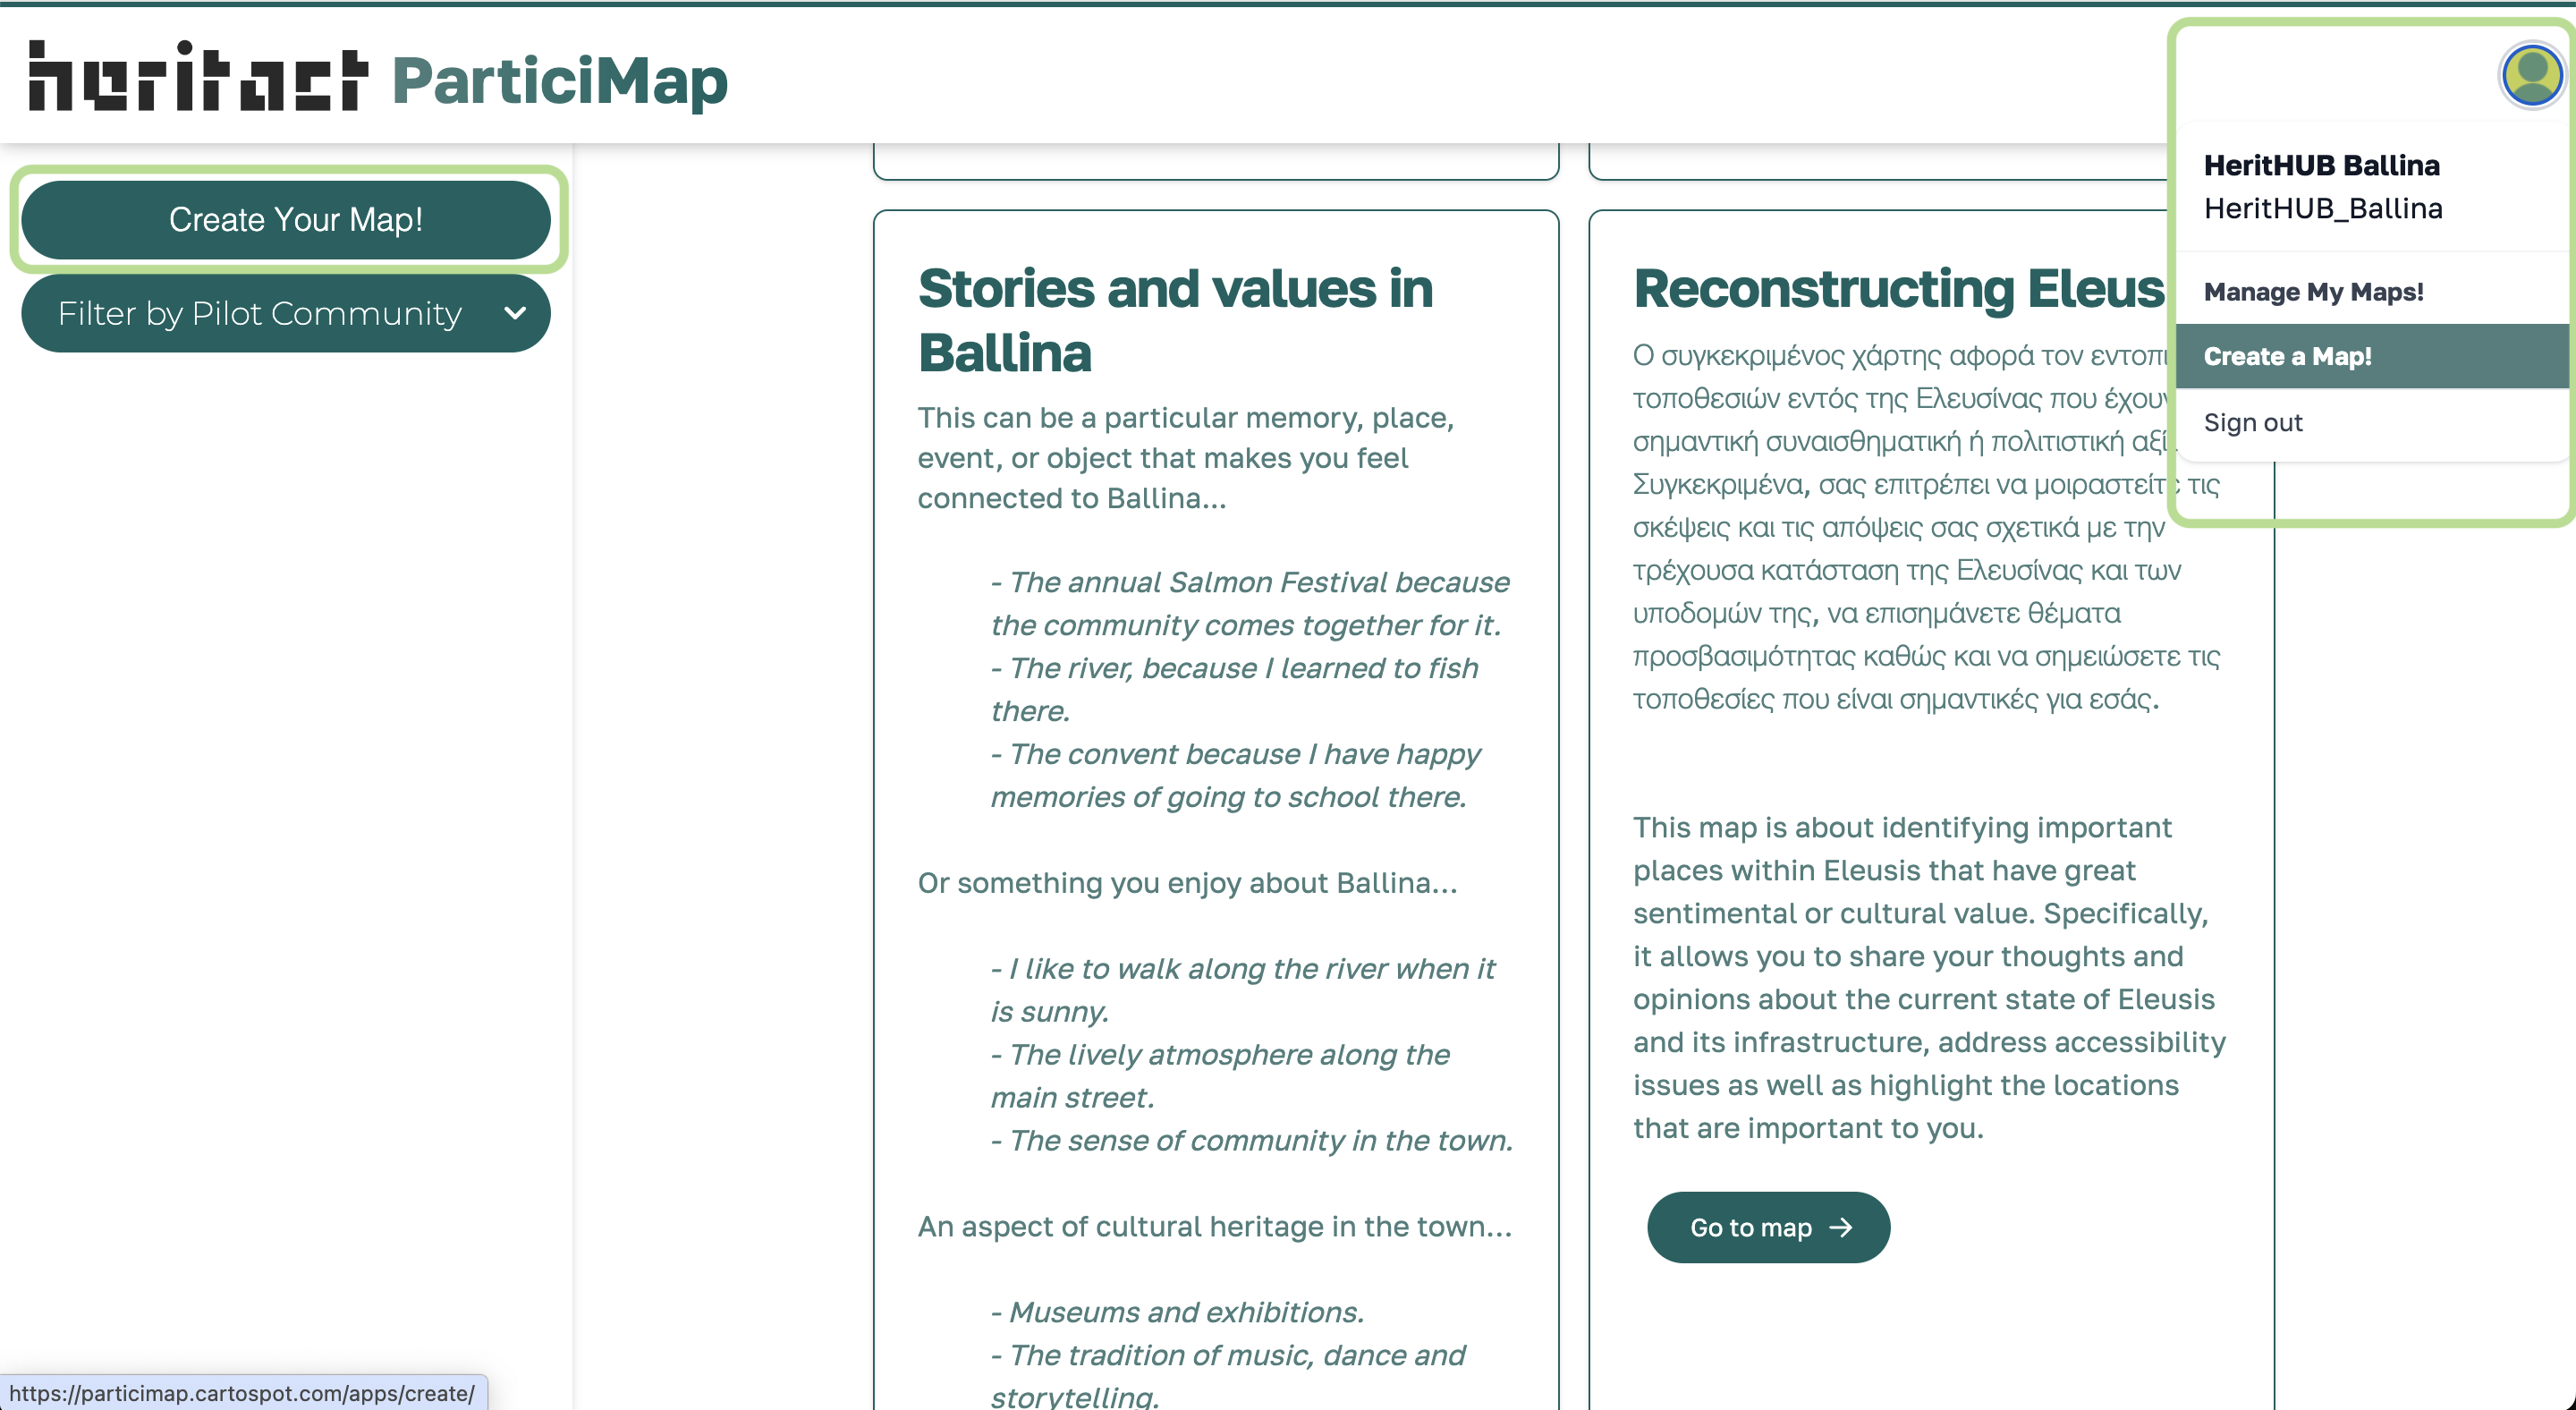 heritact ParticiMap
Create Your Map!
Filter by Pilot Community
Stories and values in
Ballina
This can be a particular memory, place,
event, or object that makes you feel
connected to Ballina...
- The annual Salmon Festival because
the community comes together for it.
- The river, because I learned to fish
there.
- The convent because I have happy
memories of going to school there.
Or something you enjoy about Ballina...
- I like to walk along the river when it
is sunny.
- The lively atmosphere along the
main street.
- The sense of community in the town.
An aspect of cultural heritage in the town...
- Museums and exhibitions.
- The tradition of music, dance and
storytelling.
Reconstructing Eleus
Ο συγκεκριμένος χάρτης αφορά τον εντοπι
τοποθεσιών εντός της Ελευσίνας που έχουν
σημαντική συναισθηματική ή πολιτιστική αξί
Συγκεκριμένα, σας επιτρέπει να μοιραστείτε τις
σκέψεις και τις απόψεις σας σχετικά με την
τρέχουσα κατάσταση της Ελευσίνας και των
υποδομών της, να επισημάνετε θέματα
προσβασιμότητας καθώς και να σημειώσετε τις
τοποθεσίες που είναι σημαντικές για εσάς.
This map is about identifying important
places within Eleusis that have great
sentimental or cultural value. Specifically,
it allows you to share your thoughts and
opinions about the current state of Eleusis
and its infrastructure, address accessibility
issues as well as highlight the locations
that are important to you.
Go to map →
HeritHUB Ballina
HeritHUB_Ballina
Manage My Maps!
Create a Map!
Sign out
https://participmap.cartospot.com/apps/create/